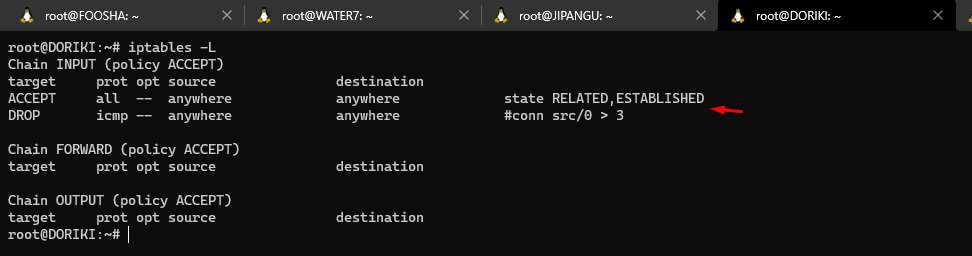 root@FOOSHA: ~ root@WATER7: ~ root@JIPANGU: ~ root@DORIKI: ~
root@DORIKI:~# iptables -L
Chain INPUT (policy ACCEPT)
target     prot opt source               destination
ACCEPT     all  --  anywhere             anywhere             state RELATED,ESTABLISHED
DROP       icmp --  anywhere             anywhere             #conn src/0 > 3
Chain FORWARD (policy ACCEPT)
target     prot opt source               destination
Chain OUTPUT (policy ACCEPT)
target     prot opt source               destination
root@DORIKI:~#